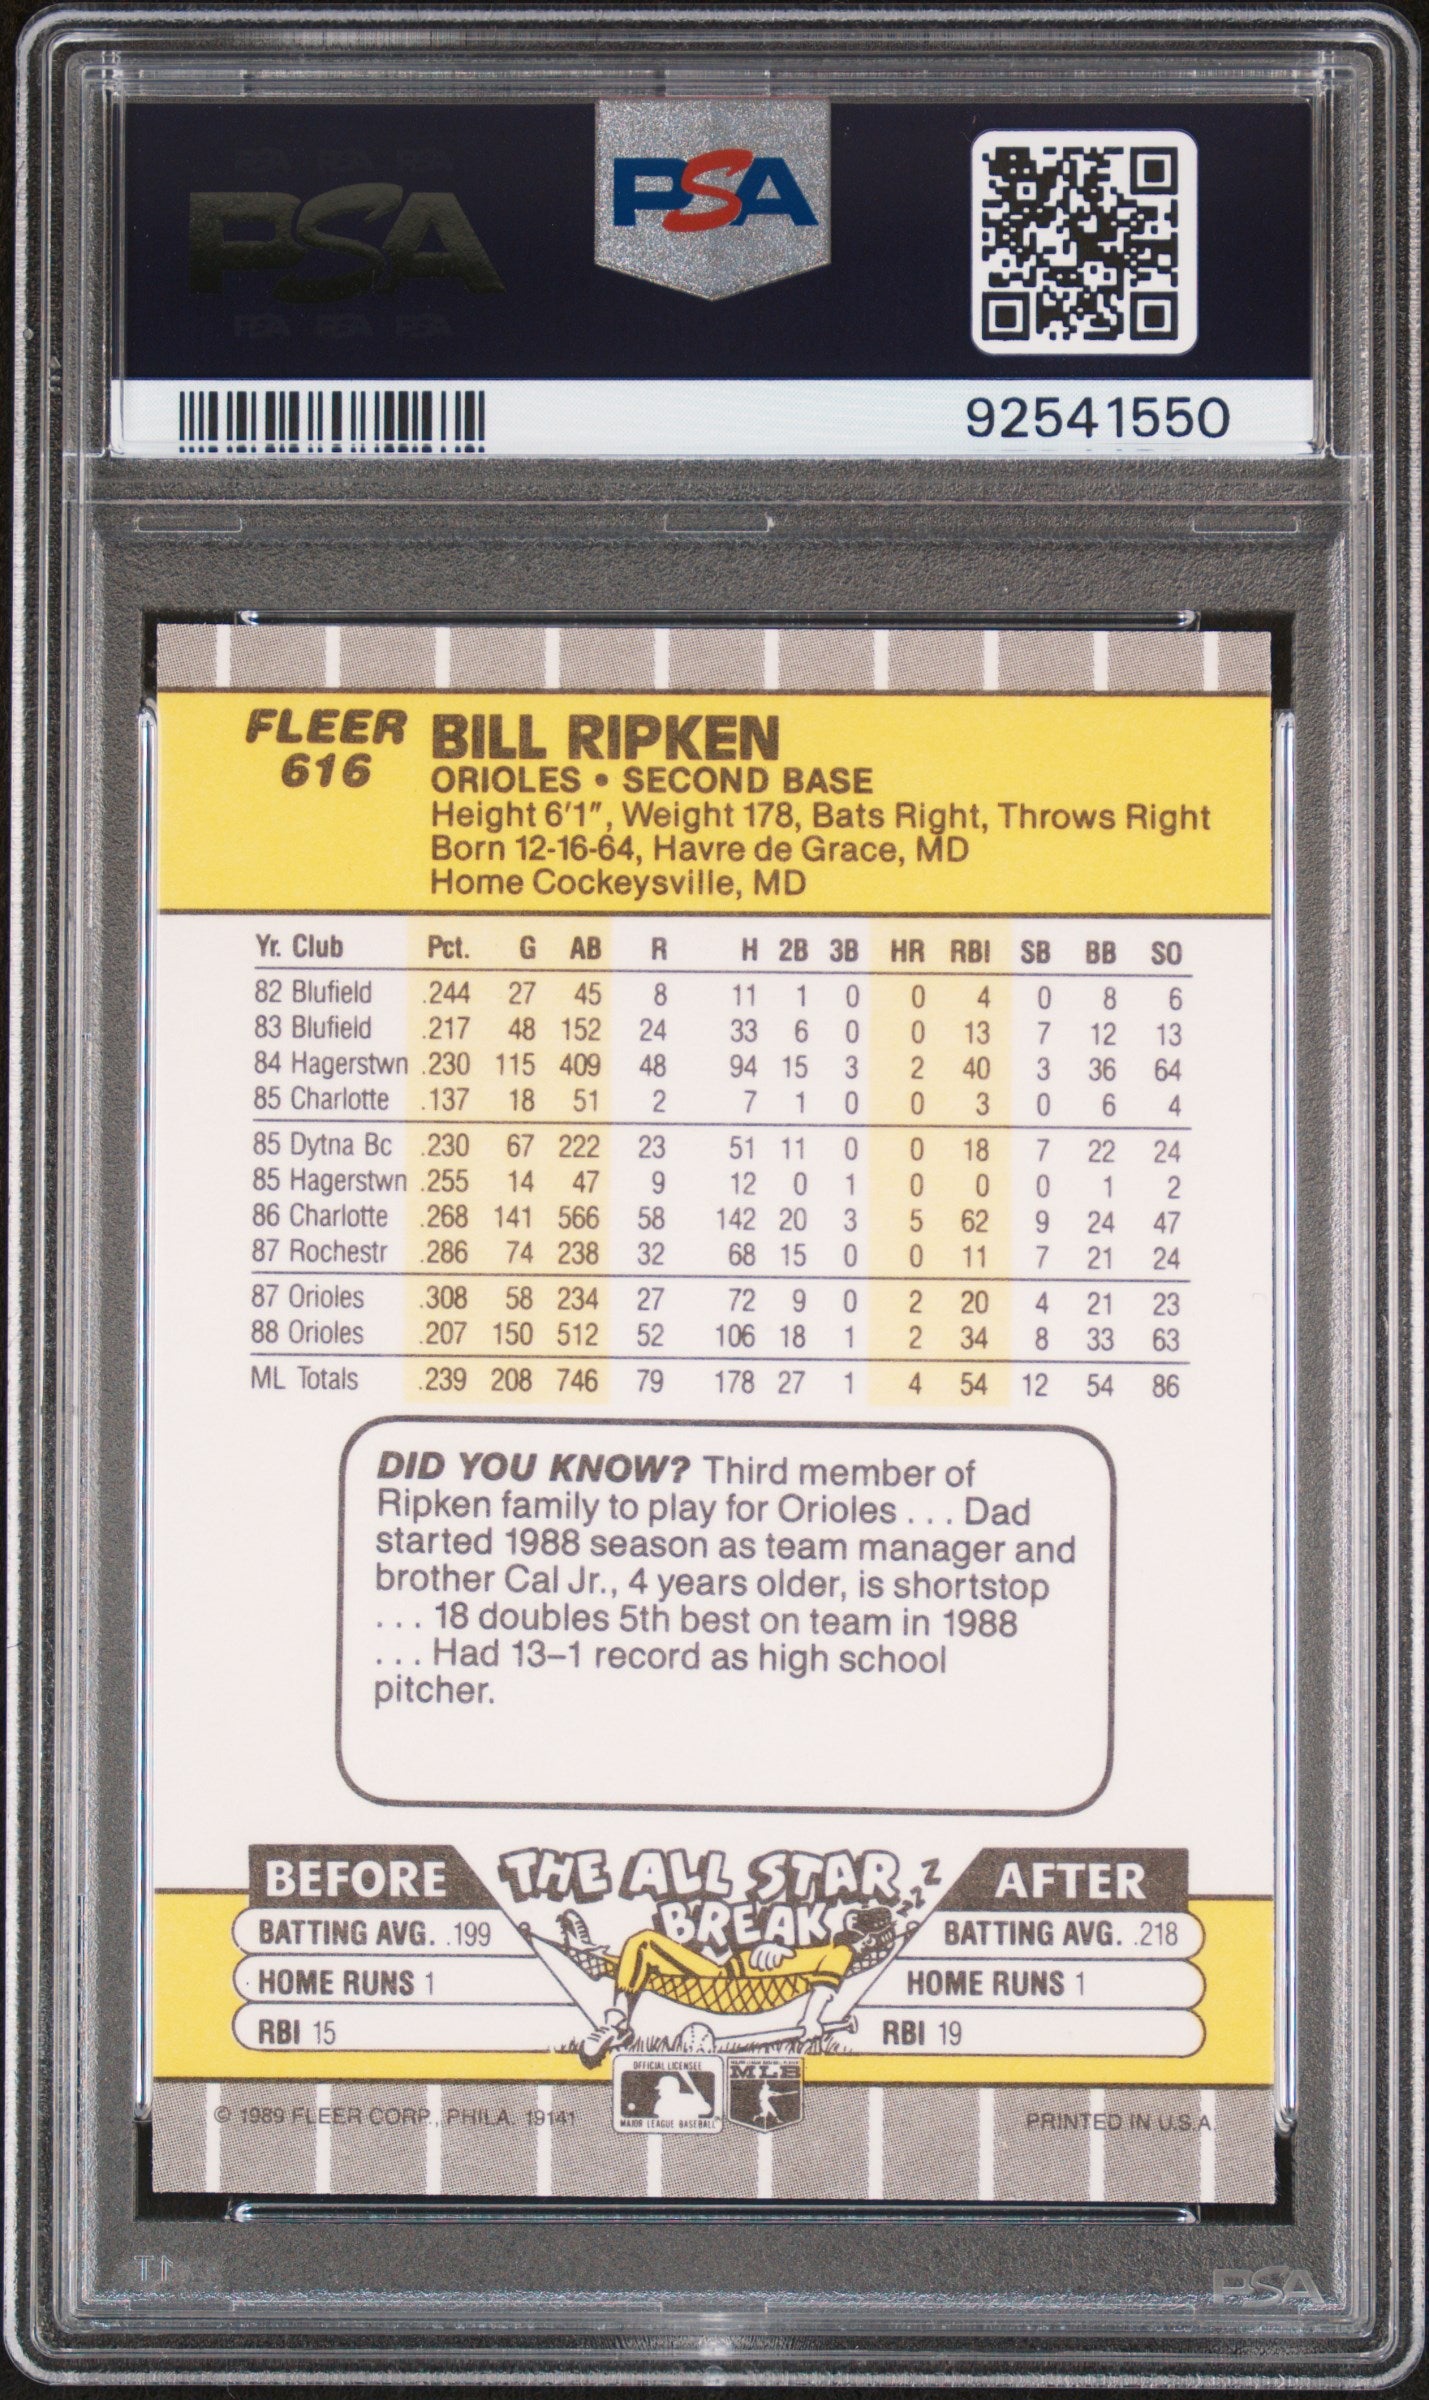 PSA
PSA PSA PSA
PSA
PSA PSA PSA
92541550
FLEER
616
BILL RIPKEN
ORIOLES • SECOND BASE
Height 6'1", Weight 178, Bats Right, Throws Right
Born 12-16-64, Havre de Grace, MD
Home Cockeysville, MD
Yr. Club Pct. G AB R H 2B 3B HR RBI SB BB SO
82 Blufield .244 27 45 8 11 1 0 0 4 0 8 6
83 Blufield .217 48 152 24 33 6 0 0 13 7 12 13
84 Hagerstwn .230 115 409 48 94 15 3 2 40 3 36 64
85 Charlotte .137 18 51 2 7 1 0 0 3 0 6 4
85 Dytna Bc .230 67 222 23 51 11 0 0 18 7 22 24
85 Hagerstwn .255 14 47 9 12 0 1 0 0 0 1 2
86 Charlotte .268 141 566 58 142 20 3 5 62 9 24 47
87 Rochestr .286 74 238 32 68 15 0 0 11 7 21 24
87 Orioles .308 58 234 27 72 9 0 2 20 4 21 23
88 Orioles .207 150 512 52 106 18 1 2 34 8 33 63
ML Totals .239 208 746 79 178 27 1 4 54 12 54 86
DID YOU KNOW? Third member of
Ripken family to play for Orioles . . . Dad
started 1988 season as team manager and
brother Cal Jr., 4 years older, is shortstop
. . . 18 doubles 5th best on team in 1988
. . . Had 13–1 record as high school
pitcher.
BEFORE THE ALL STAR BREAK ZZZZ AFTER
BATTING AVG. .199 BATTING AVG. .218
HOME RUNS 1 HOME RUNS 1
RBI 15 RBI 19
OFFICIAL LICENSEE
MAJOR LEAGUE BASEBALL
MLB
© 1989 FLEER CORP., PHILA. 19141 PRINTED IN U.S.A.
PSA